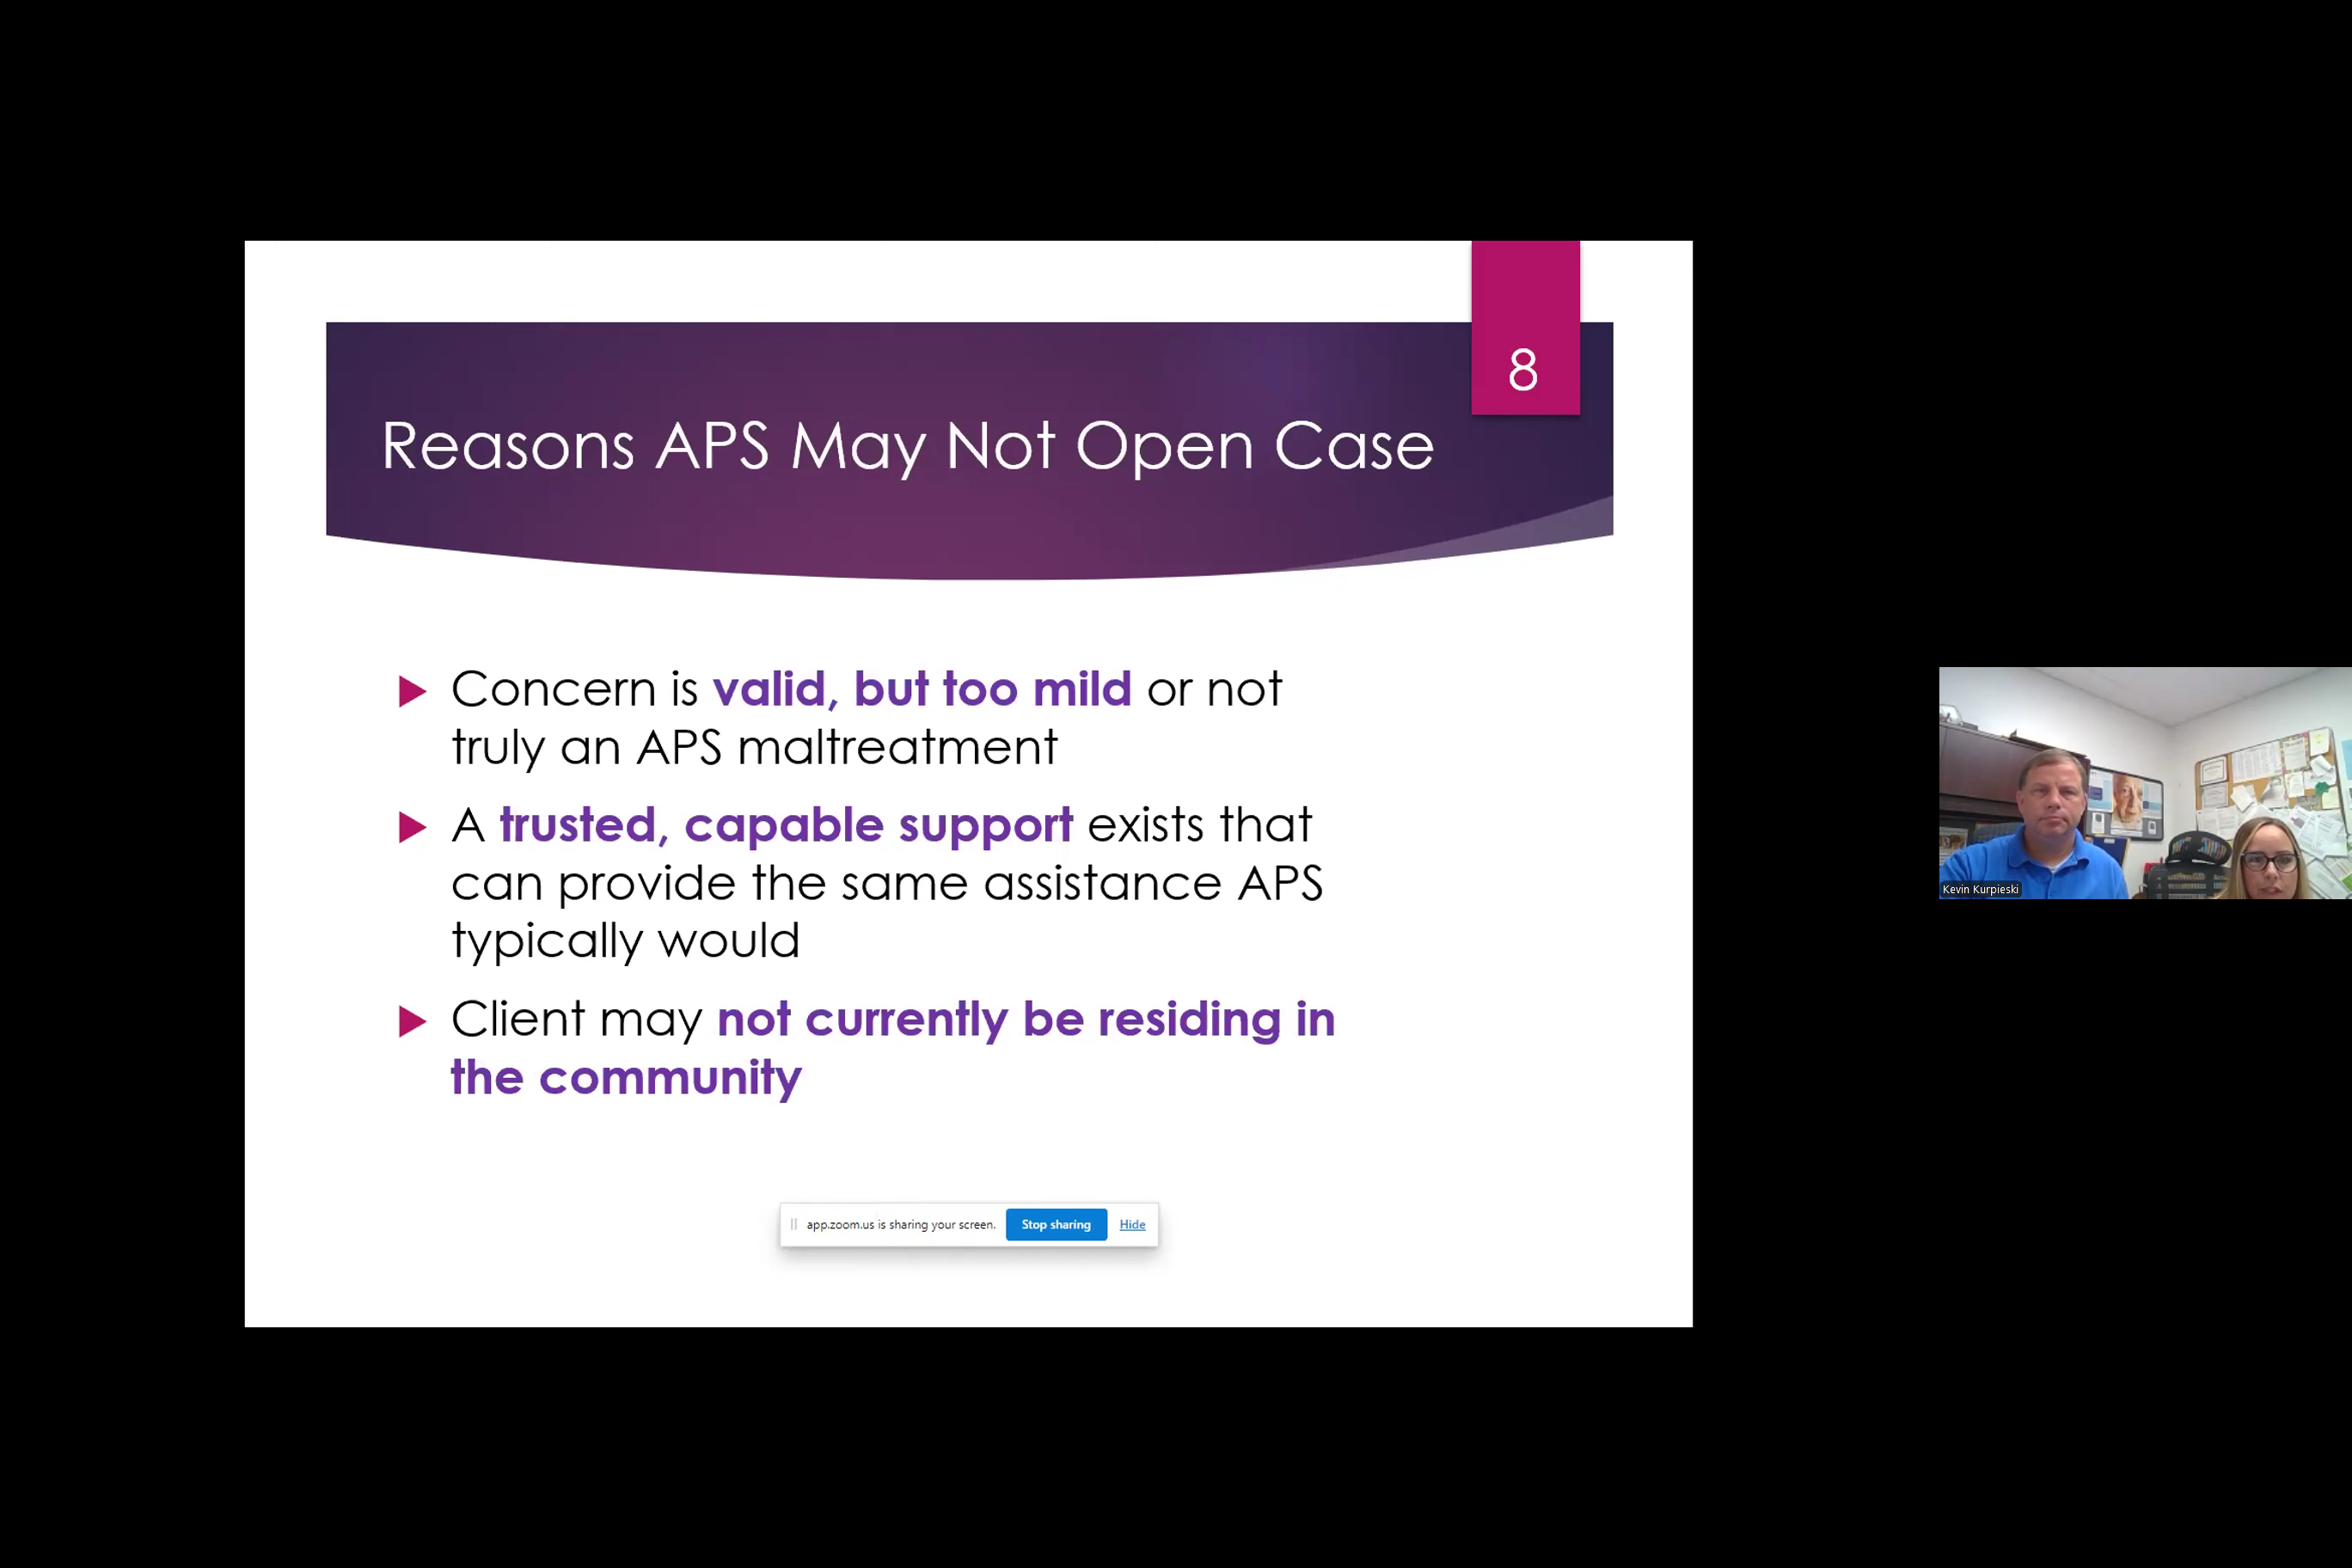 8
Reasons APS May Not Open Case
Concern is valid, but too mild or not
truly an APS maltreatment
A trusted, capable support exists that
can provide the same assistance APS
typically would
Client may not currently be residing in
the community
app.zoom.us is sharing your screen. Stop sharing Hide
Kevin Kurpieski